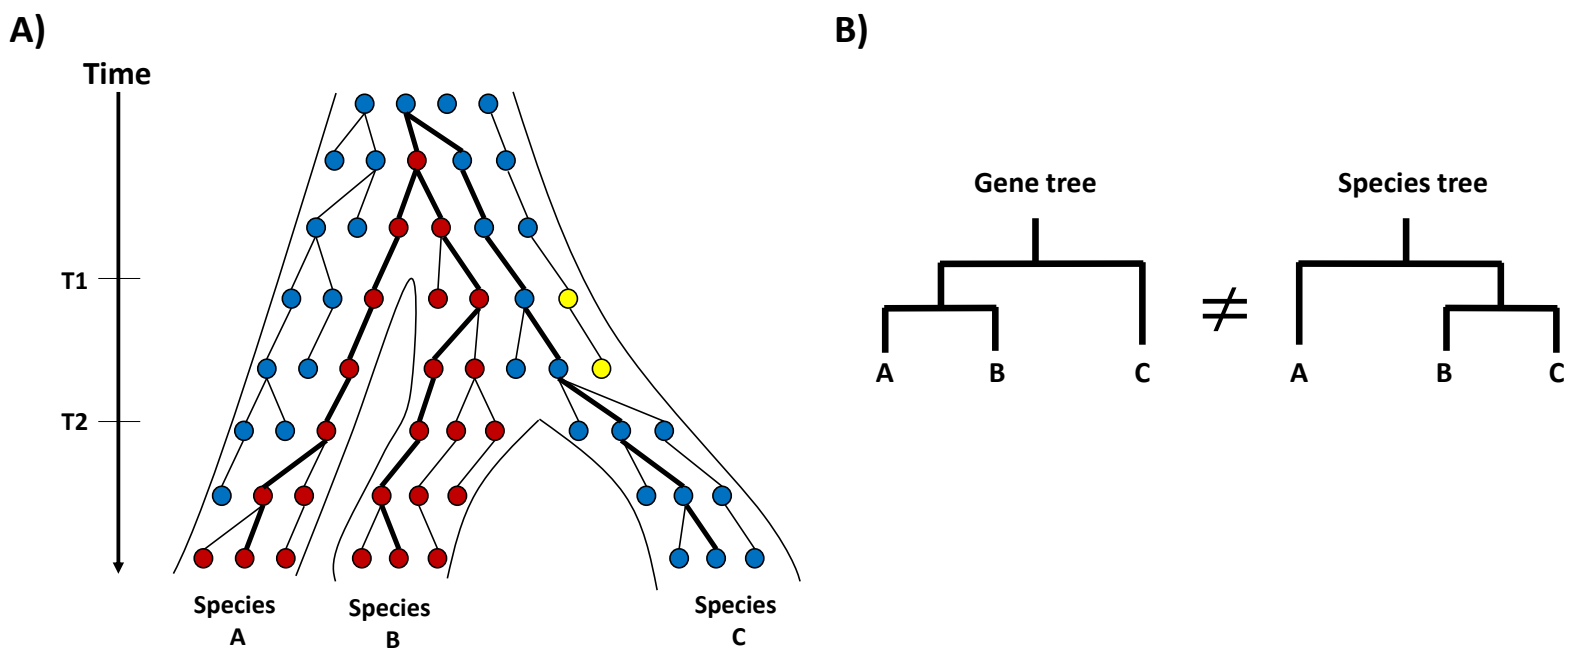 A)
Time
T1
T2
Species
A
Species
B
Species
C
B)
Gene tree
Species tree
≠
A
B
C
A
B
C